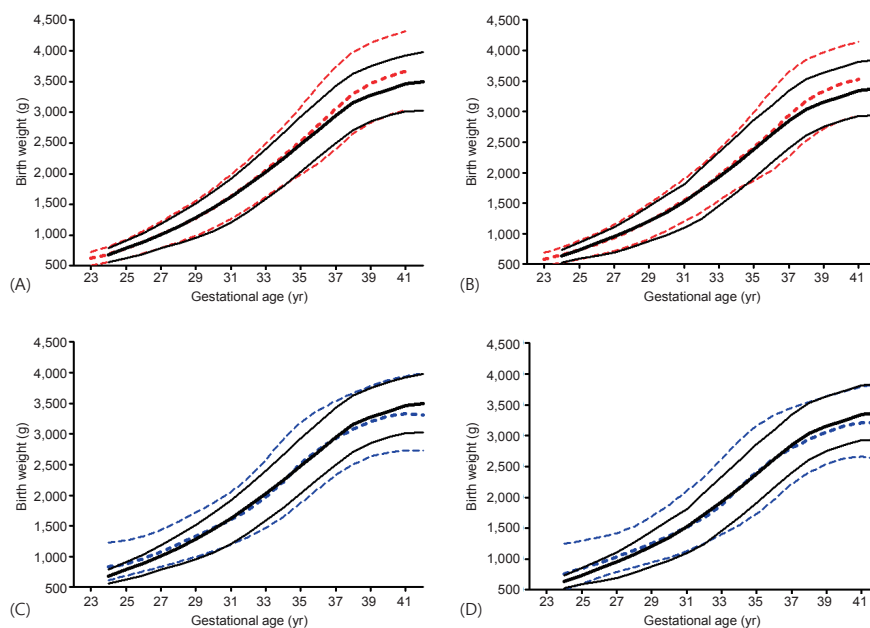 4,500
4,000
3,500
3,000
2,500
2,000
1,500
1,000
500
Birth weight (g)
23 25 27 29 31 33 35 37 39 41
Gestational age (yr)
(A)
4,500
4,000
3,500
3,000
2,500
2,000
1,500
1,000
500
Birth weight (g)
23 25 27 29 31 33 35 37 39 41
Gestational age (yr)
(B)
4,500
4,000
3,500
3,000
2,500
2,000
1,500
1,000
500
Birth weight (g)
23 25 27 29 31 33 35 37 39 41
Gestational age (yr)
(C)
4,500
4,000
3,500
3,000
2,500
2,000
1,500
1,000
500
Birth weight (g)
23 25 27 29 31 33 35 37 39 41
Gestational age (yr)
(D)